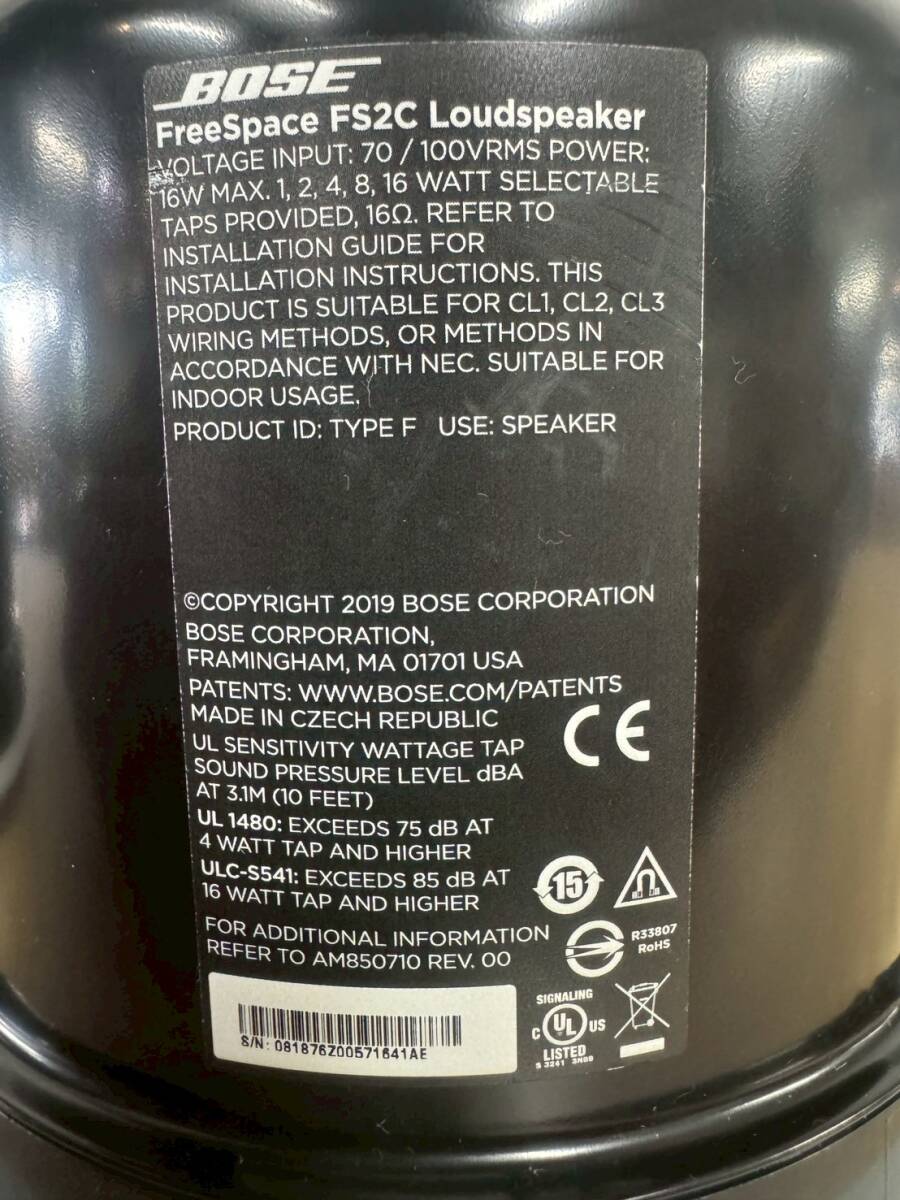 BOSE
FreeSpace FS2C Loudspeaker
VOLTAGE INPUT: 70 / 100VRMS POWER:
16W MAX. 1, 2, 4, 8, 16 WATT SELECTABLE
TAPS PROVIDED, 16Ω. REFER TO
INSTALLATION GUIDE FOR
INSTALLATION INSTRUCTIONS. THIS
PRODUCT IS SUITABLE FOR CL1, CL2, CL3
WIRING METHODS, OR METHODS IN
ACCORDANCE WITH NEC. SUITABLE FOR
INDOOR USAGE.
PRODUCT ID: TYPE F USE: SPEAKER
©COPYRIGHT 2019 BOSE CORPORATION
BOSE CORPORATION,
FRAMINGHAM, MA 01701 USA
PATENTS: WWW.BOSE.COM/PATENTS
MADE IN CZECH REPUBLIC
CE
UL SENSITIVITY WATTAGE TAP
SOUND PRESSURE LEVEL dBA
AT 3.1M (10 FEET)
UL 1480: EXCEEDS 75 dB AT
4 WATT TAP AND HIGHER
ULC-S541: EXCEEDS 85 dB AT
16 WATT TAP AND HIGHER
15
FOR ADDITIONAL INFORMATION
REFER TO AM850710 REV. 00
R33807
RoHS
SIGNALING
C UL US
LISTED
S 3241 3N89
S/N: 081876Z00571641AE